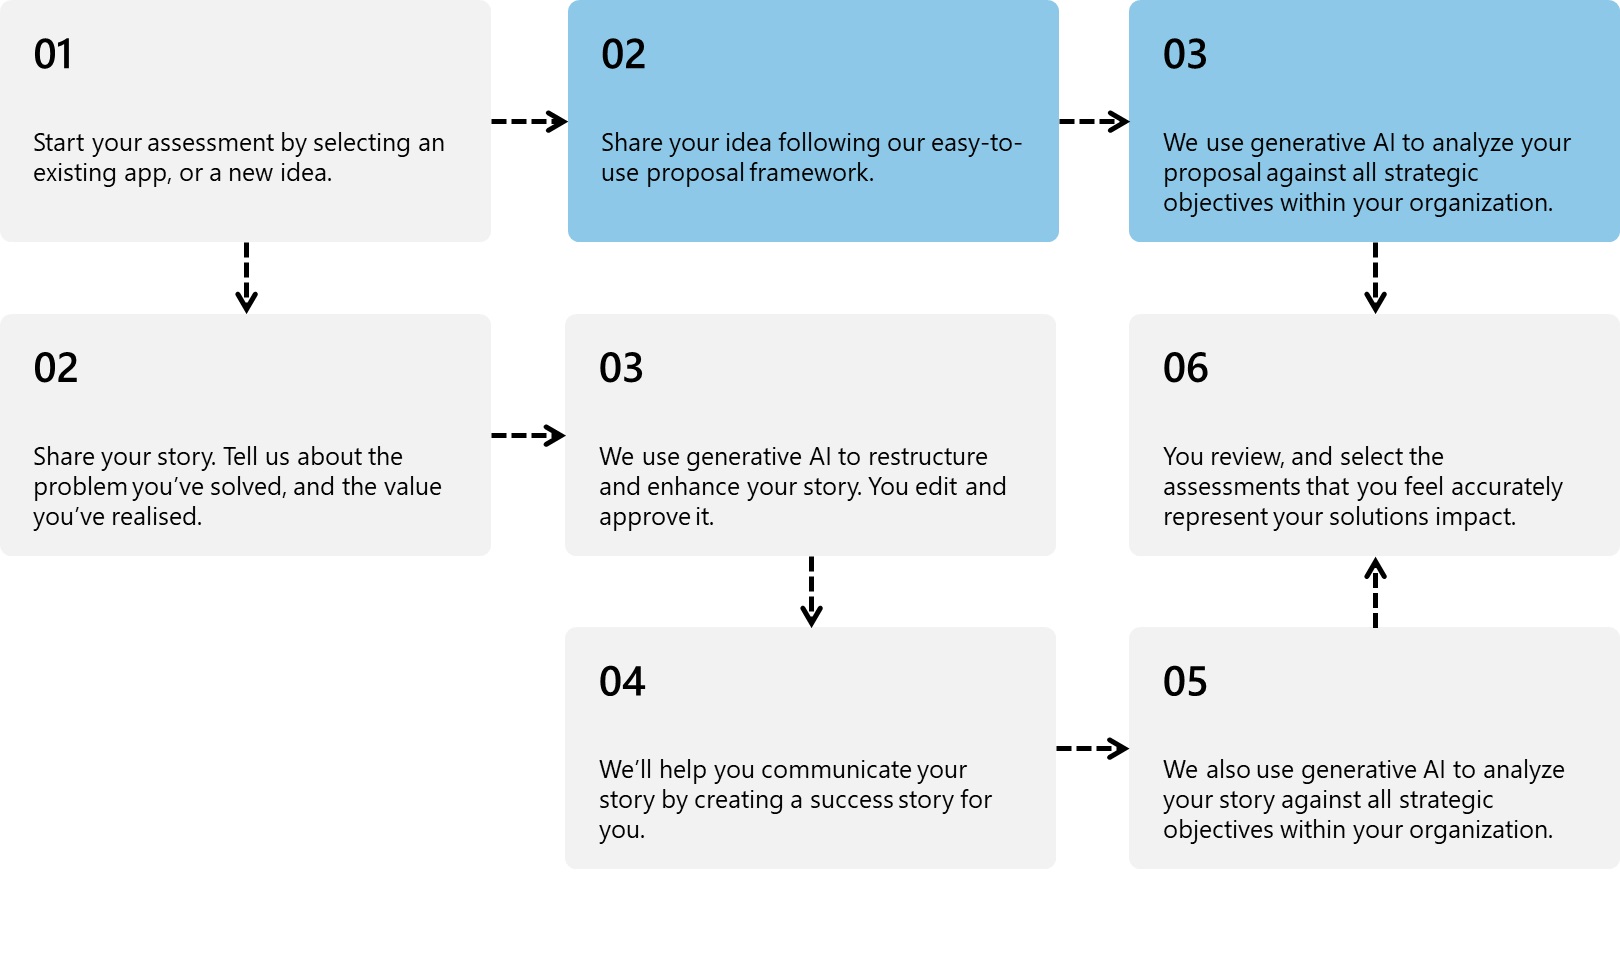 01
Start your assessment by selecting an
existing app, or a new idea.
02
Share your idea following our easy-to-
use proposal framework.
03
We use generative AI to analyze your
proposal against all strategic
objectives within your organization.
02
Share your story. Tell us about the
problem you’ve solved, and the value
you’ve realised.
03
We use generative AI to restructure
and enhance your story. You edit and
approve it.
06
You review, and select the
assessments that you feel accurately
represent your solutions impact.
04
We’ll help you communicate your
story by creating a success story for
you.
05
We also use generative AI to analyze
your story against all strategic
objectives within your organization.